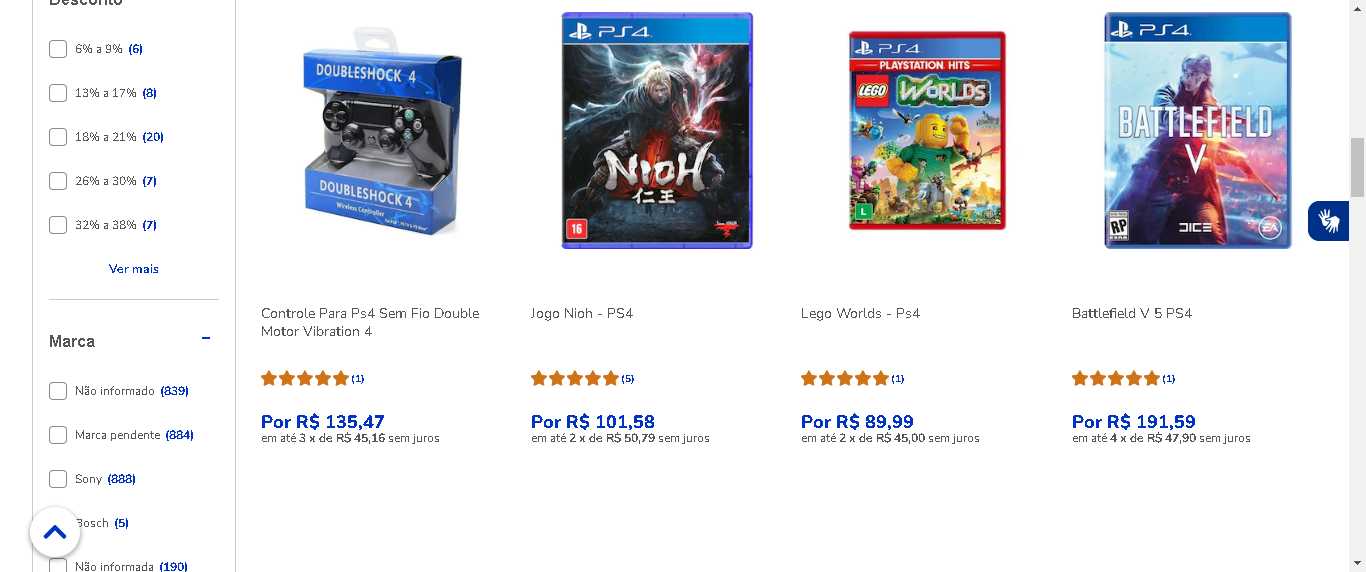 Desconto
6% a 9% (6)
13% a 17% (8)
18% a 21% (20)
26% a 30% (7)
32% a 38% (7)
Ver mais
Marca
Não informado (839)
Marca pendente (884)
Sony (888)
Bosch (5)
Não informada (190)
DOUBLESHOCK 4
DOUBLESHOCK 4
Wireless Controller
Controle Para Ps4 Sem Fio Double
Motor Vibration 4
(1)
Por R$ 135,47
em até 3 x de R$ 45,16 sem juros
PS4
NIOH
仁王
16
Jogo Nioh - PS4
(5)
Por R$ 101,58
em até 2 x de R$ 50,79 sem juros
PS4
PLAYSTATION HITS
LEGO
WORLDS
L
Lego Worlds - Ps4
(1)
Por R$ 89,99
em até 2 x de R$ 45,00 sem juros
PS4
BATTLEFIELD
V
RP
DICE
EA
Battlefield V 5 PS4
(1)
Por R$ 191,59
em até 4 x de R$ 47,90 sem juros